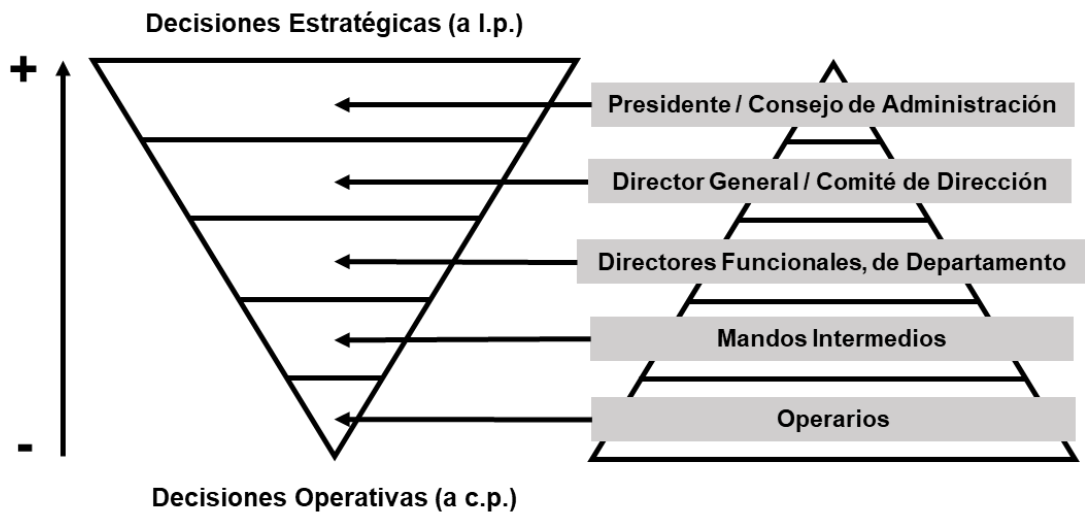 Decisiones Estratégicas (a l.p.)
+
Presidente / Consejo de Administración
Director General / Comité de Dirección
Directores Funcionales, de Departamento
Mandos Intermedios
Operarios
-
Decisiones Operativas (a c.p.)